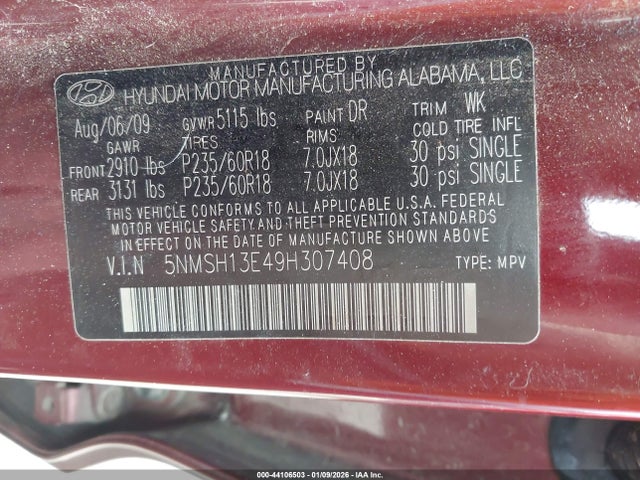 MANUFACTURED BY
HYUNDAI MOTOR MANUFACTURING ALABAMA, LLC
Aug/06/09 GVWR 5115 lbs PAINT DR TRIM WK
GAWR TIRES RIMS COLD TIRE INFL
FRONT 2910 lbs P235/60R18 7.0JX18 30 psi SINGLE
REAR 3131 lbs P235/60R18 7.0JX18 30 psi SINGLE
THIS VEHICLE CONFORMS TO ALL APPLICABLE U.S.A. FEDERAL
MOTOR VEHICLE SAFETY AND THEFT PREVENTION STANDARDS
IN EFFECT ON THE DATE OF MANUFACTURE SHOWN ABOVE.
V.I.N 5NMSH13E49H307408 TYPE: MPV
000-44106503 - 01/09/2026 - IAAI.COM